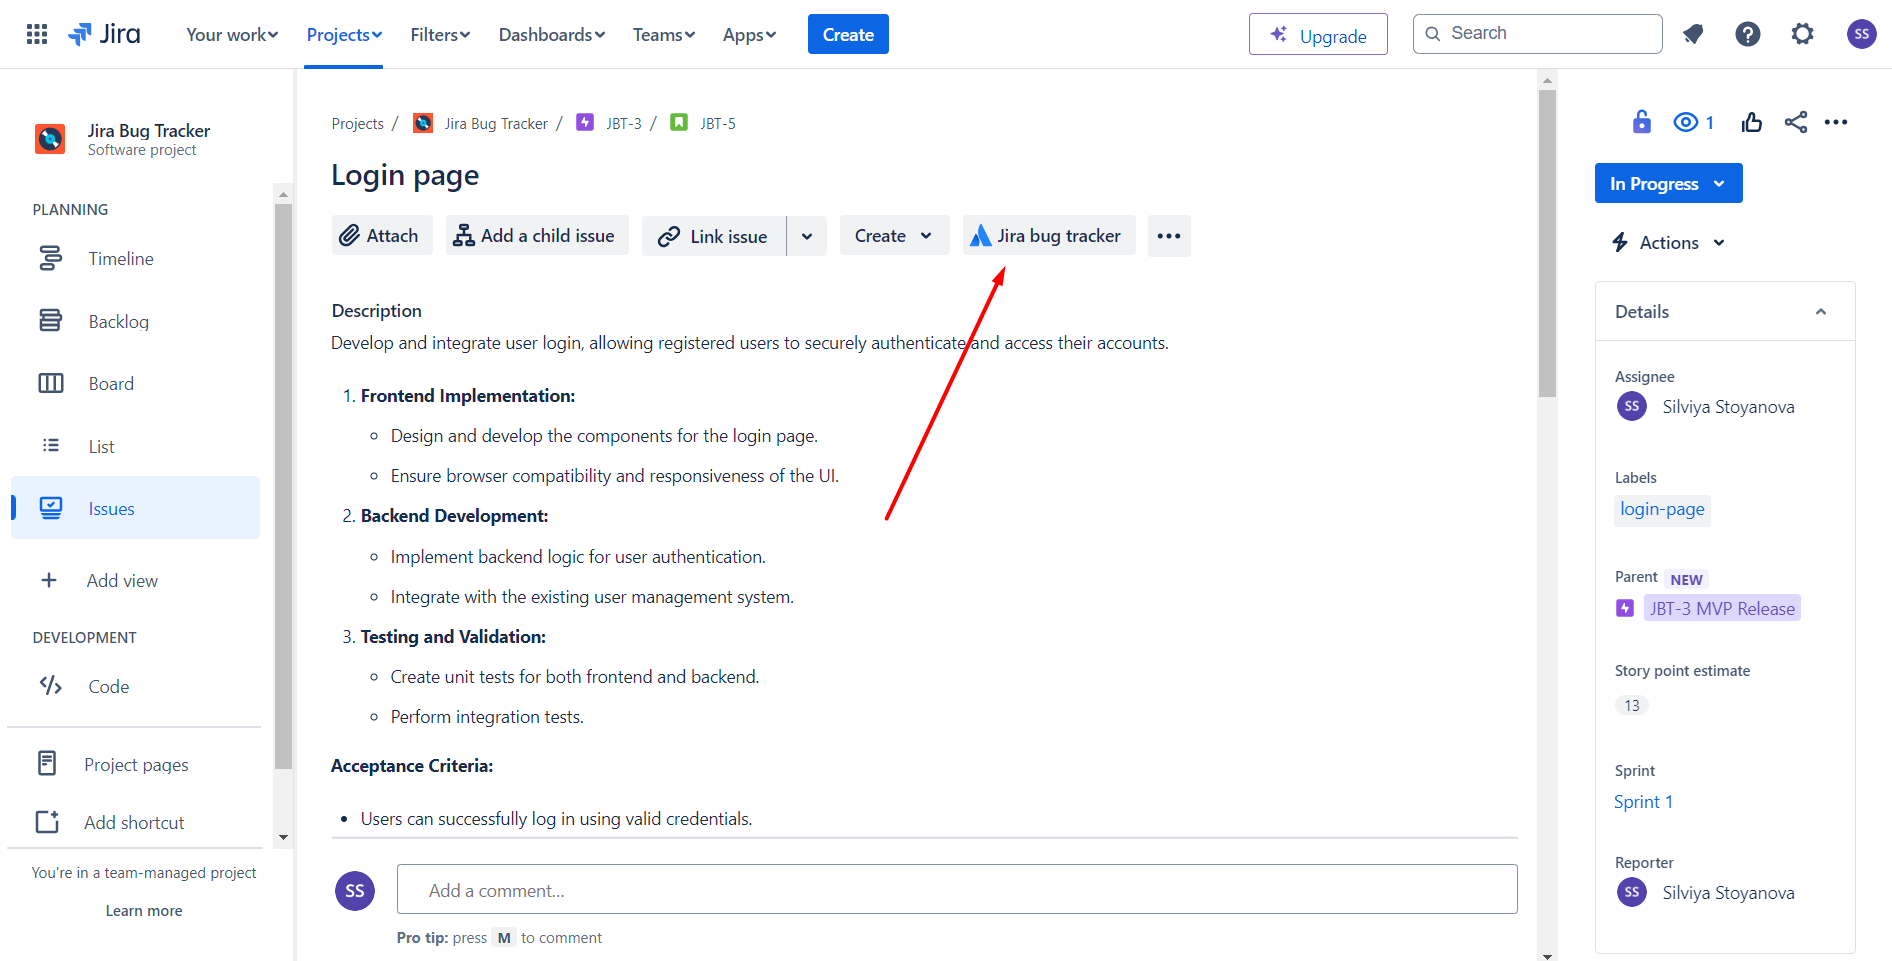 Jira Your work Projects Filters Dashboards Teams Apps Create Upgrade Search SS
Jira Bug Tracker
Software project
PLANNING
Timeline
Backlog
Board
List
Issues
Add view
DEVELOPMENT
Code
Project pages
Add shortcut
You're in a team-managed project
Learn more
Projects / Jira Bug Tracker / JBT-3 / JBT-5
Login page
Attach Add a child issue Link issue Create Jira bug tracker
Description
Develop and integrate user login, allowing registered users to securely authenticate and access their accounts.
1. Frontend Implementation:
Design and develop the components for the login page.
Ensure browser compatibility and responsiveness of the UI.
2. Backend Development:
Implement backend logic for user authentication.
Integrate with the existing user management system.
3. Testing and Validation:
Create unit tests for both frontend and backend.
Perform integration tests.
Acceptance Criteria:
Users can successfully log in using valid credentials.
SS Add a comment...
Pro tip: press M to comment
1
In Progress
Actions
Details
Assignee
SS Silviya Stoyanova
Labels
login-page
Parent NEW
JBT-3 MVP Release
Story point estimate
13
Sprint
Sprint 1
Reporter
SS Silviya Stoyanova